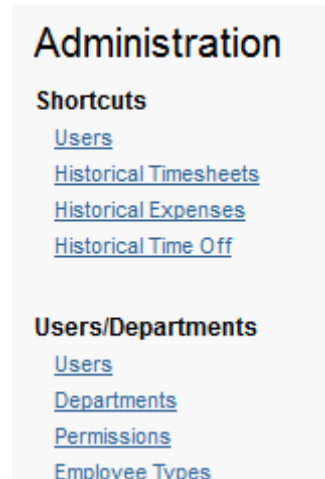 Administration
Shortcuts
Users
Historical Timesheets
Historical Expenses
Historical Time Off
Users/Departments
Users
Departments
Permissions
Employee Types